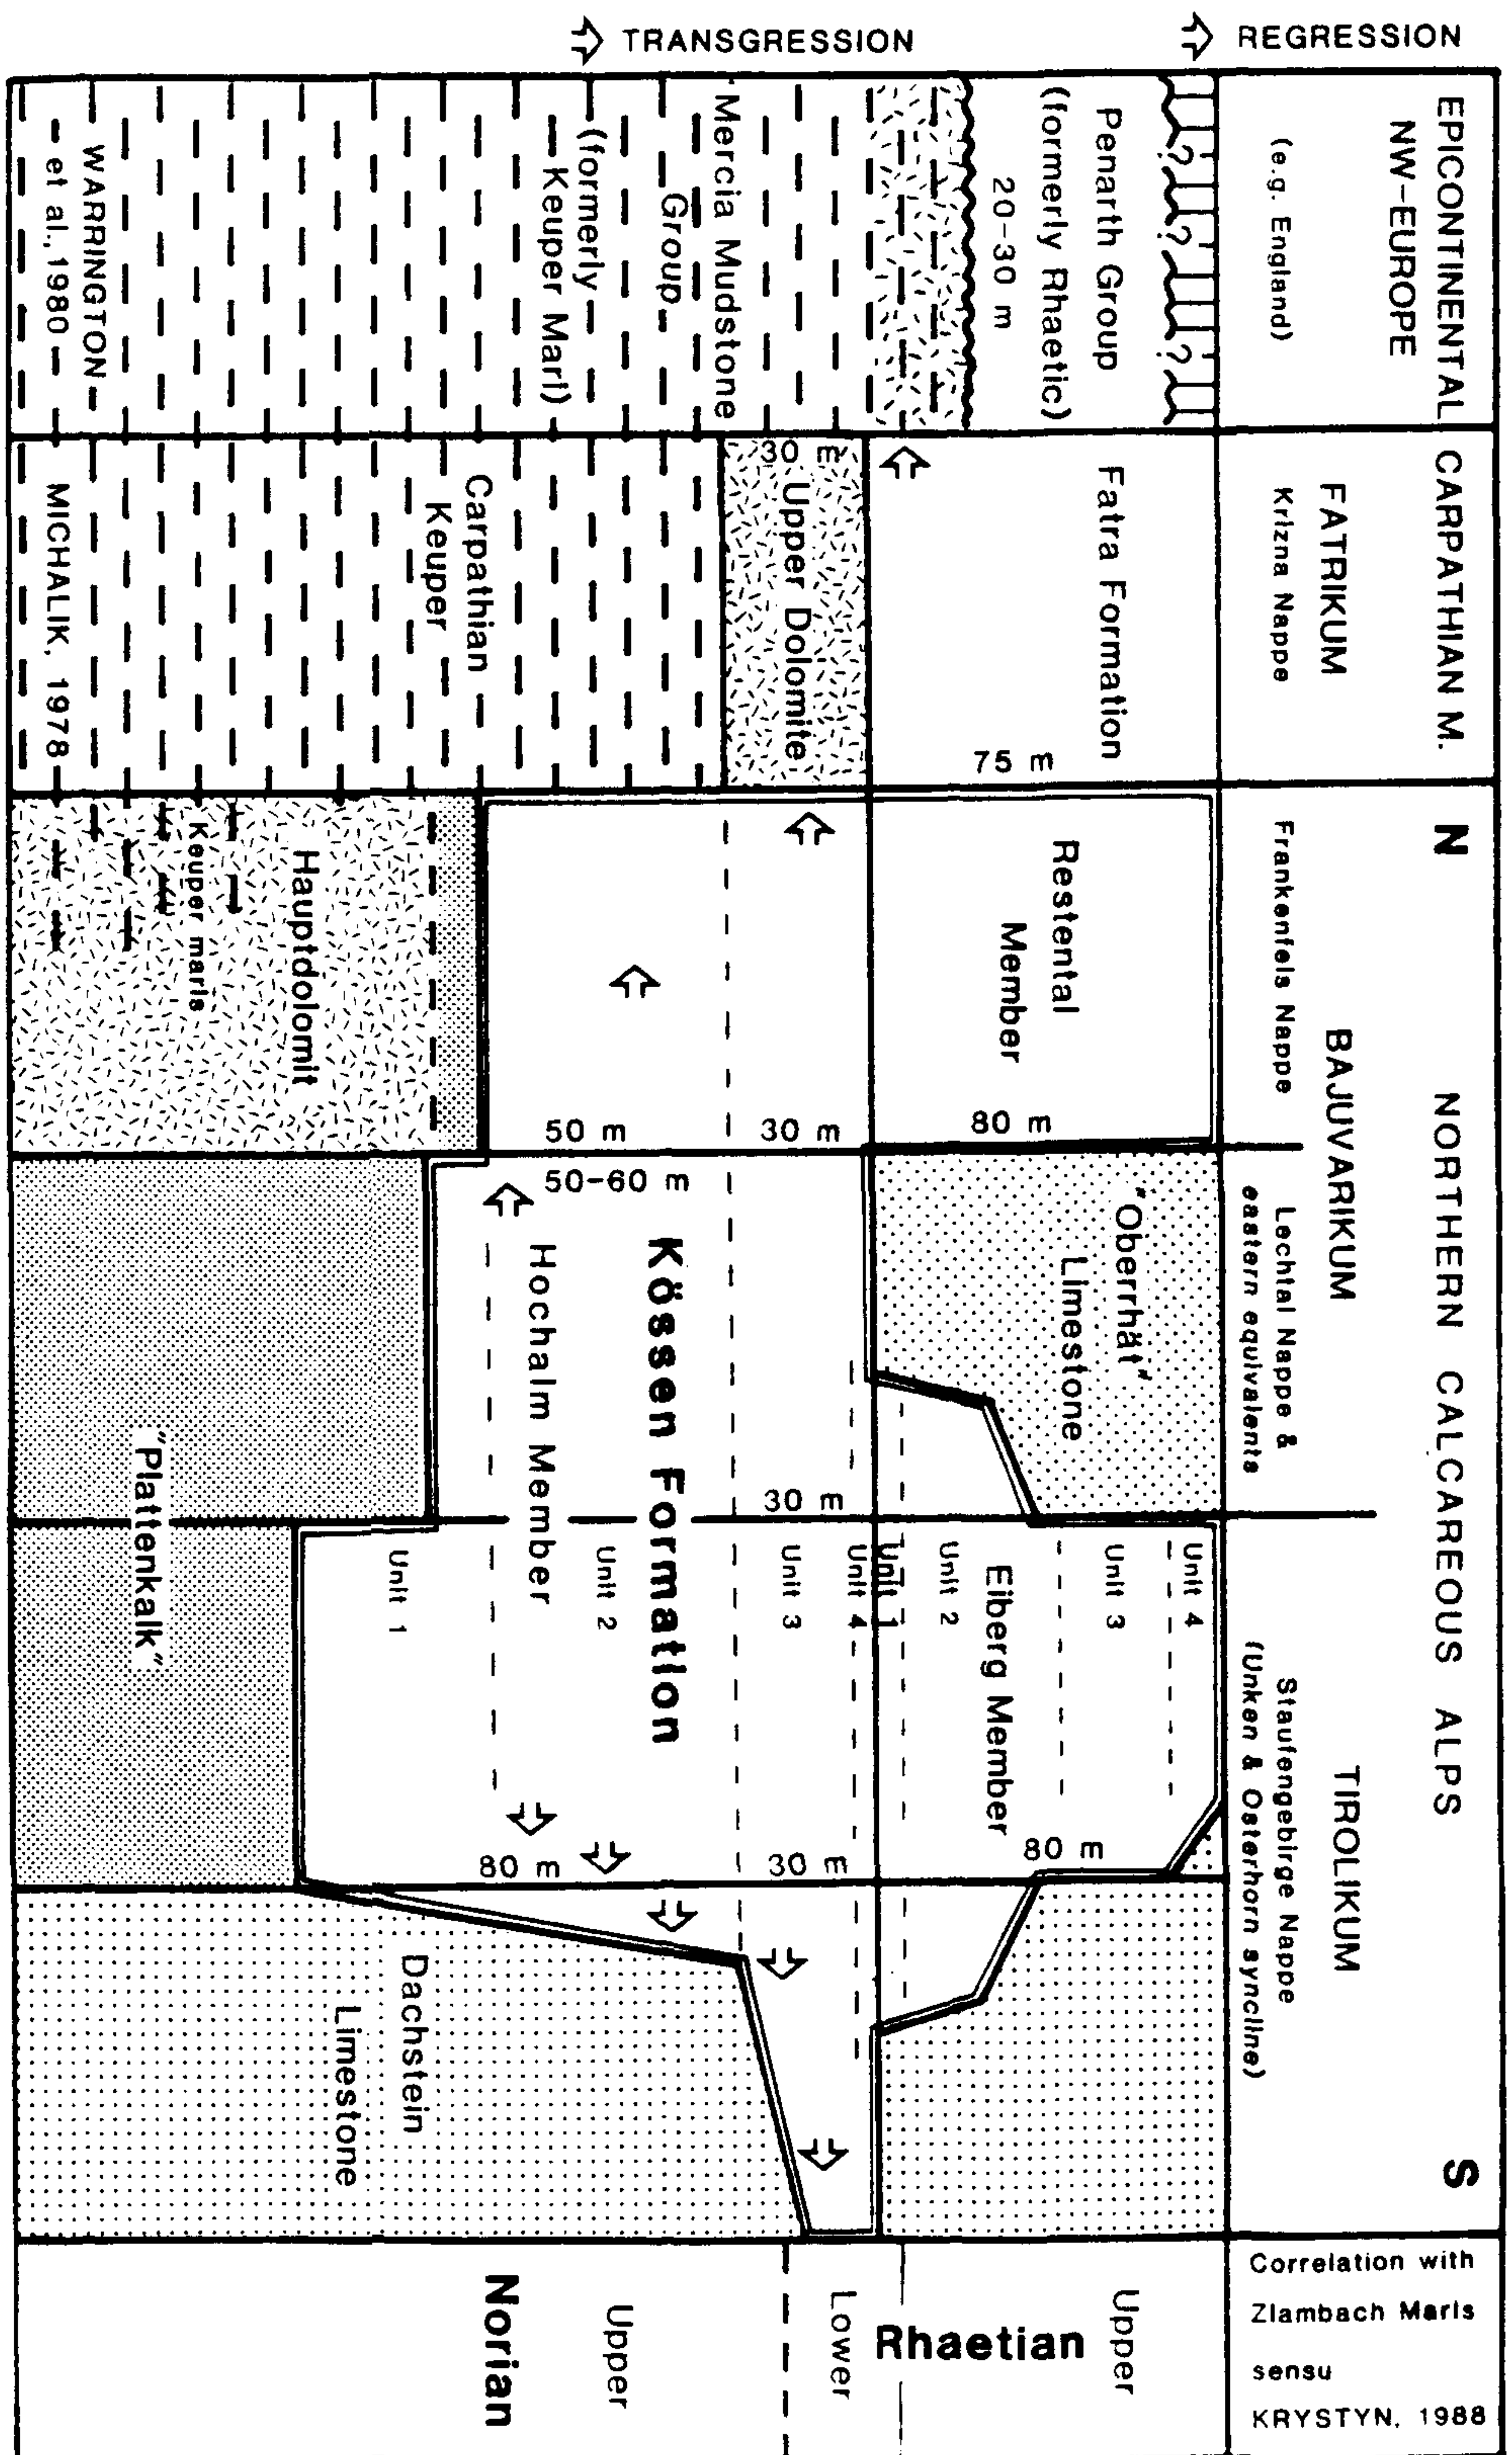 TRANSGRESSION
REGRESSION
EPICONTINENTAL
NW-EUROPE
(e.g. England)
Penarth Group
(formerly Rhaetic)
20-30 m
?
?
?
Mercia Mudstone
Group
(formerly
Keuper Marl)
WARRINGTON
et al., 1980
CARPATHIAN M.
FATRIKUM
Krizna Nappe
Fatra Formation
75 m
30 m
Upper Dolomite
Carpathian
Keuper
MICHALIK, 1978
N
NORTHERN CALCAREOUS ALPS
S
BAJUVARIKUM
Frankenfels Nappe
Restental
Member
80 m
30 m
50 m
Hauptdolomit
Keuper marls
Lechtal Nappe &
eastern equivalents
"Oberrhät"
Limestone
50-60 m
30 m
Kössen Formation
Hochalm Member
"Plattenkalk"
TIROLIKUM
Staufengebirge Nappe
(Unken & Osterhorn syncline)
Unit 4
Unit 3
Eiberg Member
Unit 2
Unit 1
Unit 4
Unit 3
Unit 2
Unit 1
80 m
30 m
80 m
Dachstein
Limestone
Correlation with
Zlambach Marls
sensu
KRYSTYN, 1988
Upper
Rhaetian
Lower
Upper
Norian